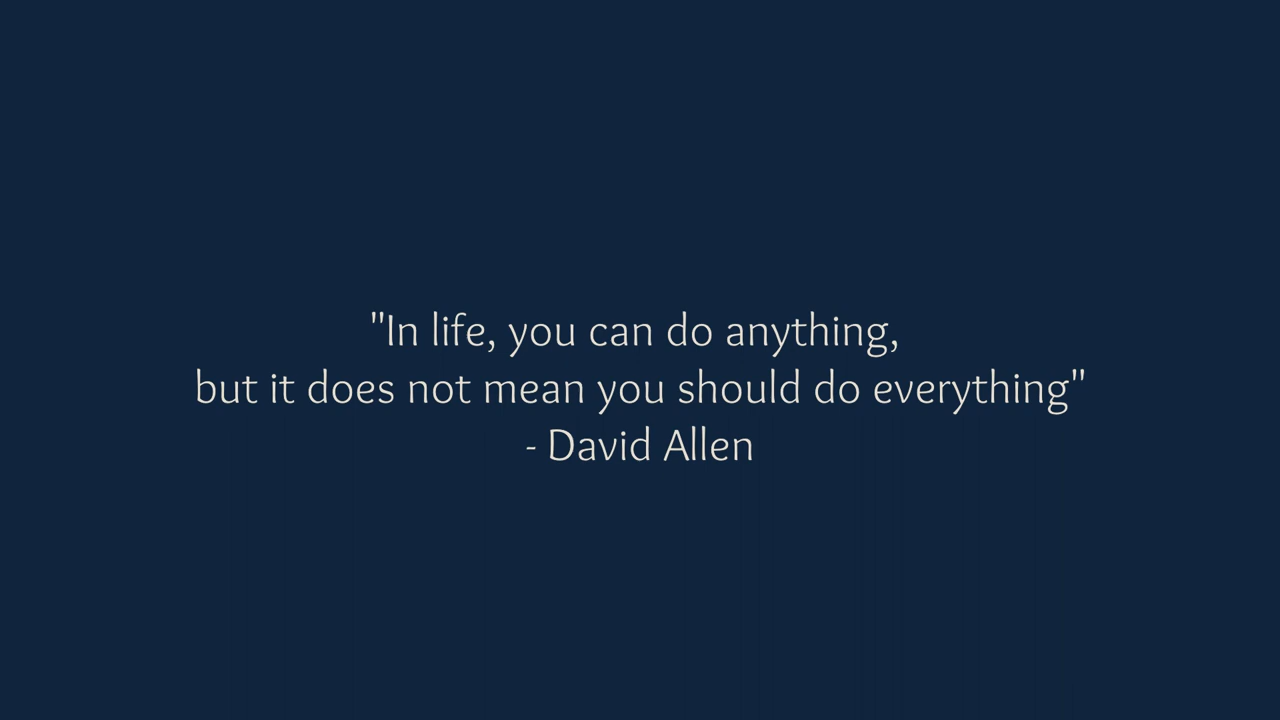 "In life, you can do anything,
but it does not mean you should do everything"
- David Allen